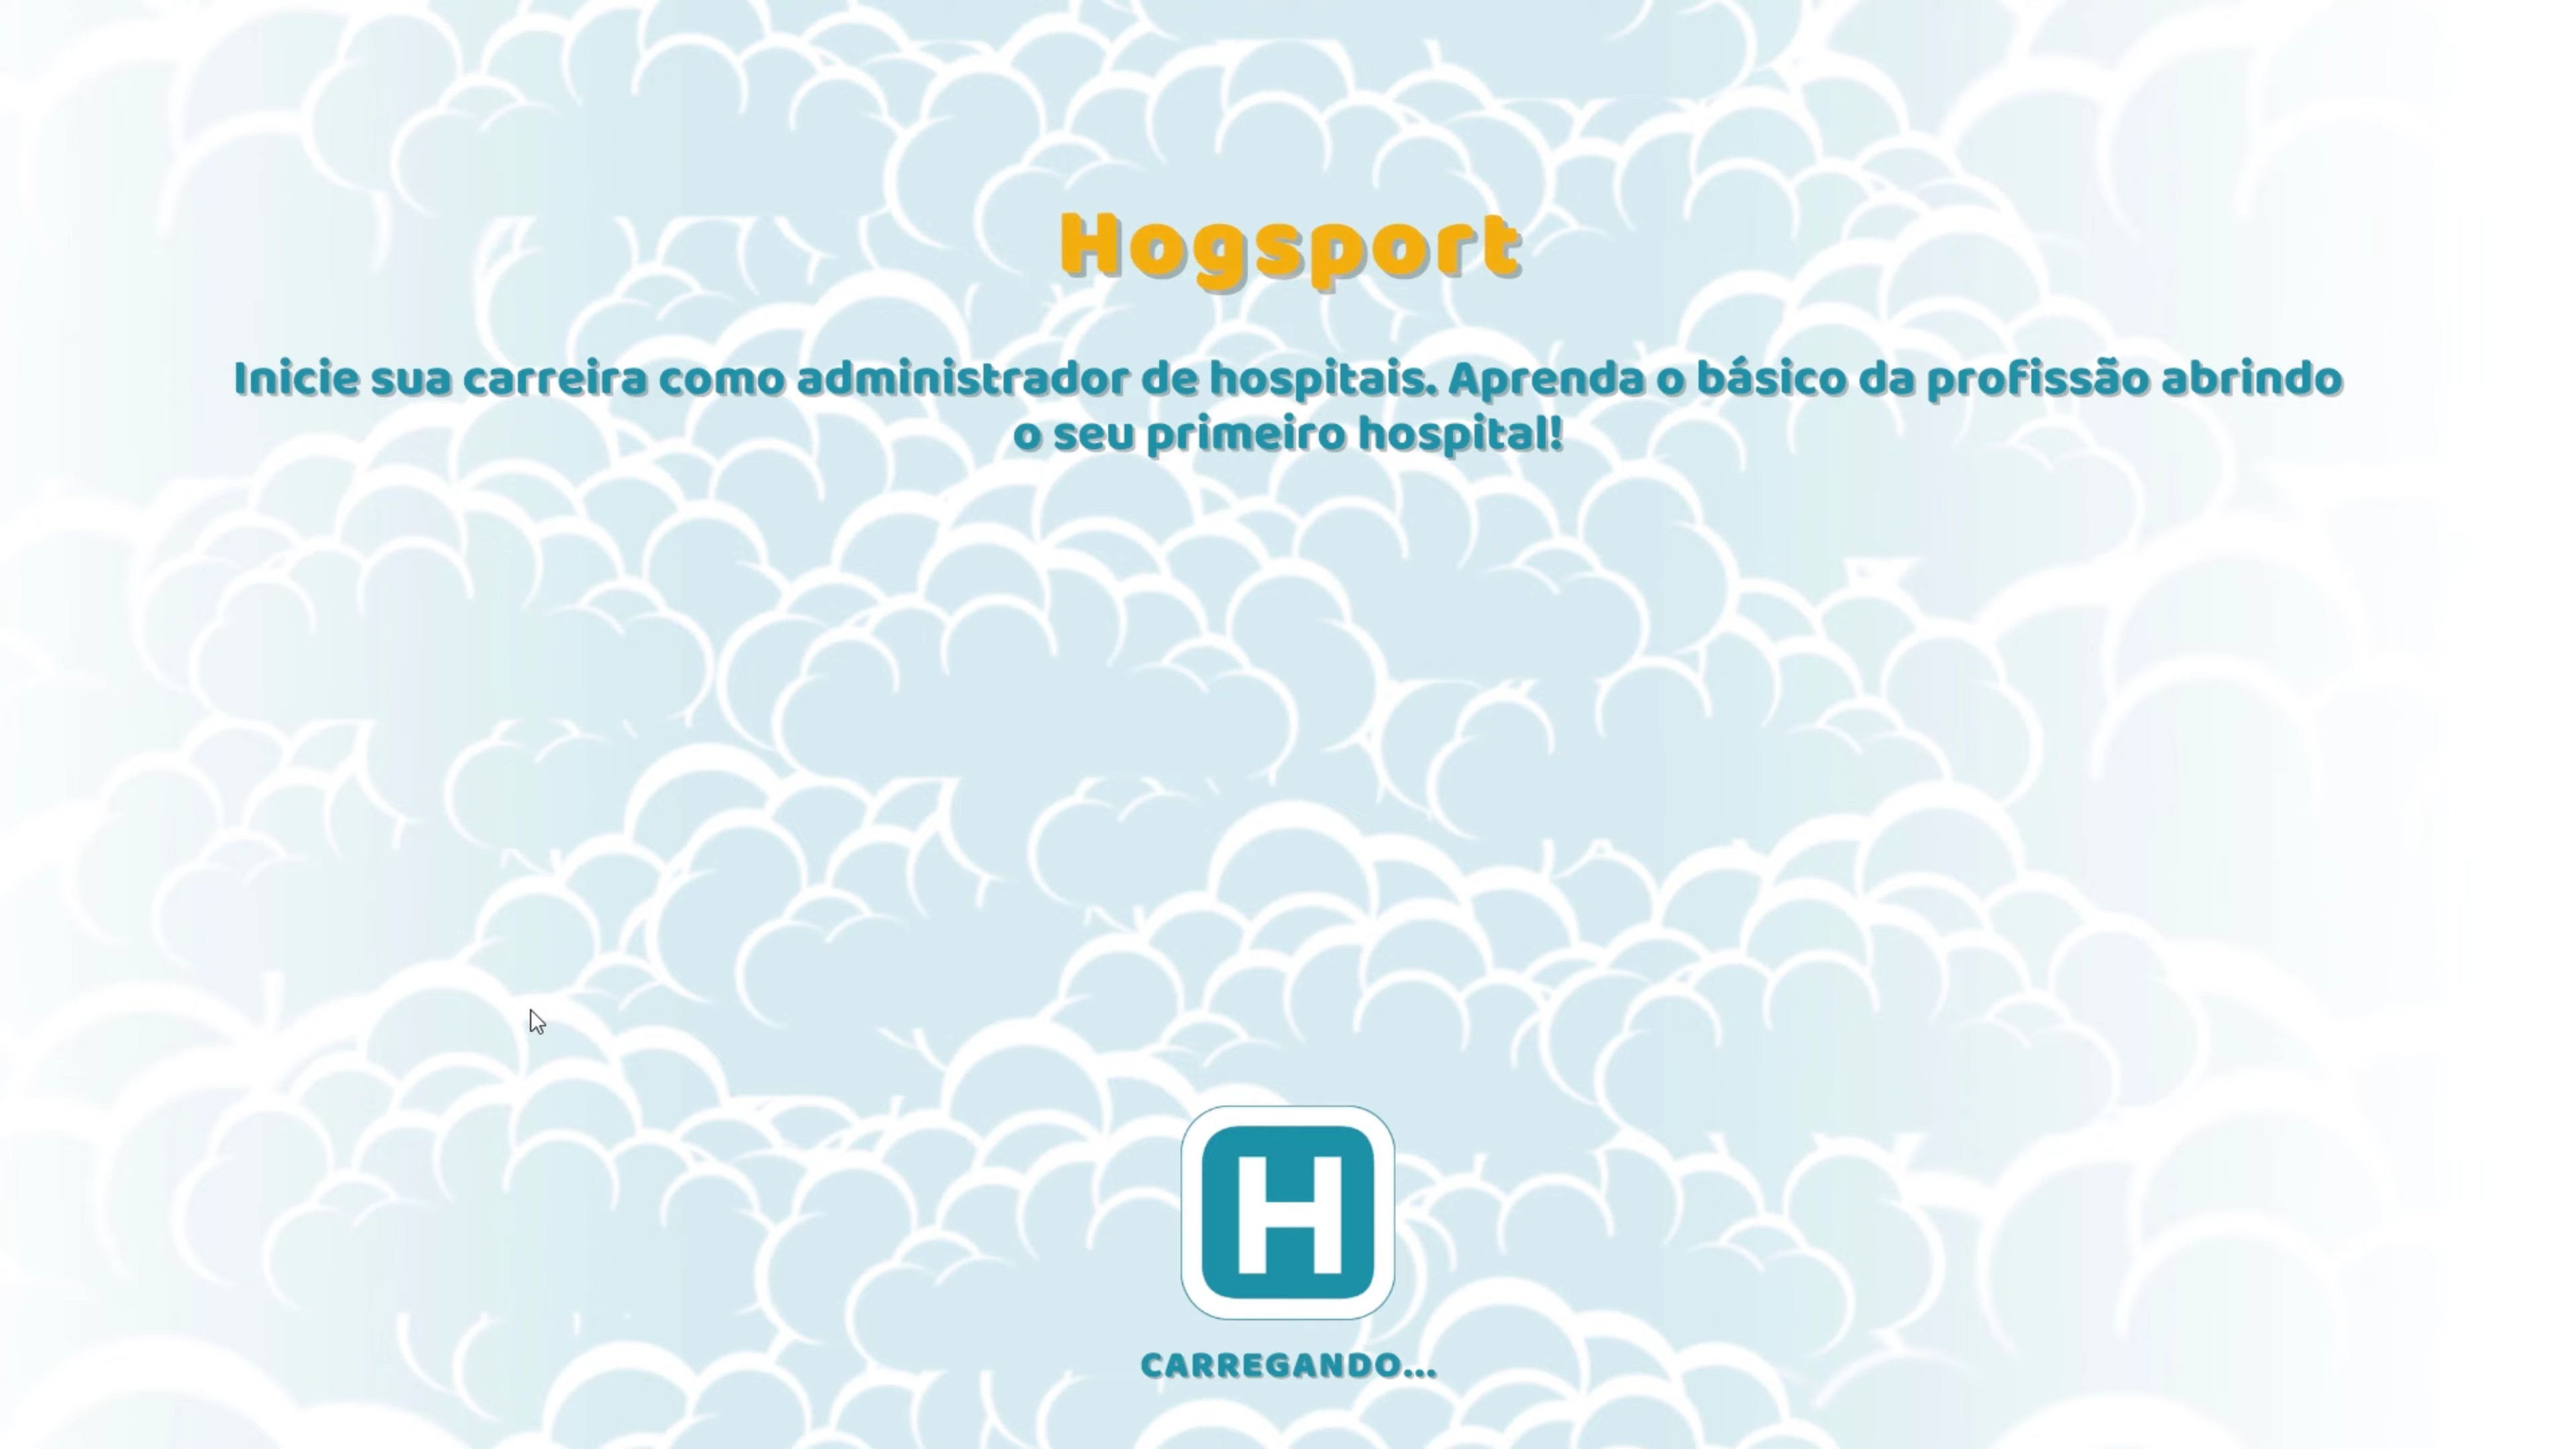 Hogsport
Inicie sua carreira como administrador de hospitais. Aprenda o básico da profissão abrindo
o seu primeiro hospital!
H
CARREGANDO...